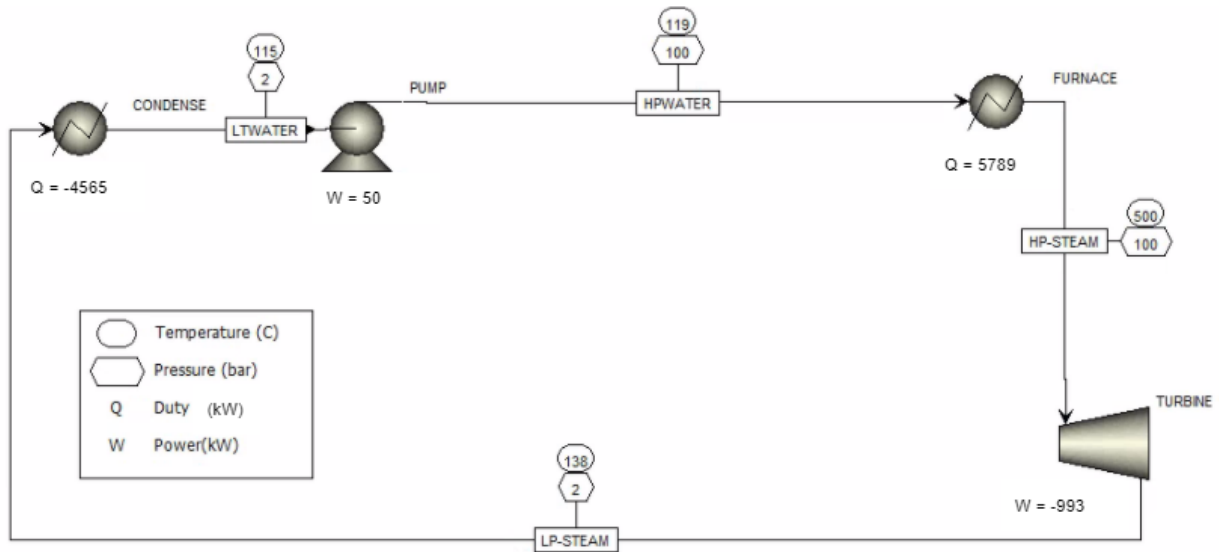 119
100
115
2
PUMP
FURNACE
CONDENSE
HPWATER
LTWATER
Q = 5789
Q = -4565
W = 50
500
HP-STEAM
100
Temperature (C)
Pressure (bar)
Q Duty (kW)
W Power(kW)
TURBINE
138
2
W = -993
LP-STEAM